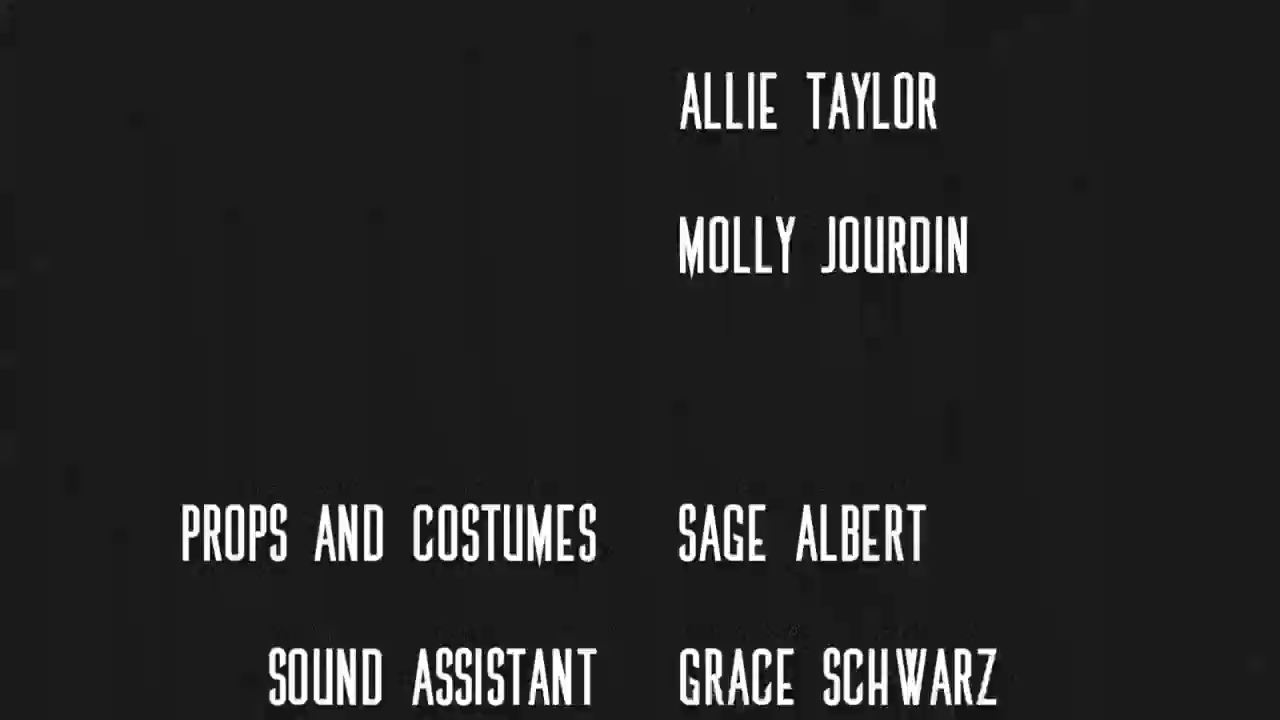 ALLIE TAYLOR
MOLLY JOURDIN
PROPS AND COSTUMES SAGE ALBERT
SOUND ASSISTANT GRACE SCHWARZ